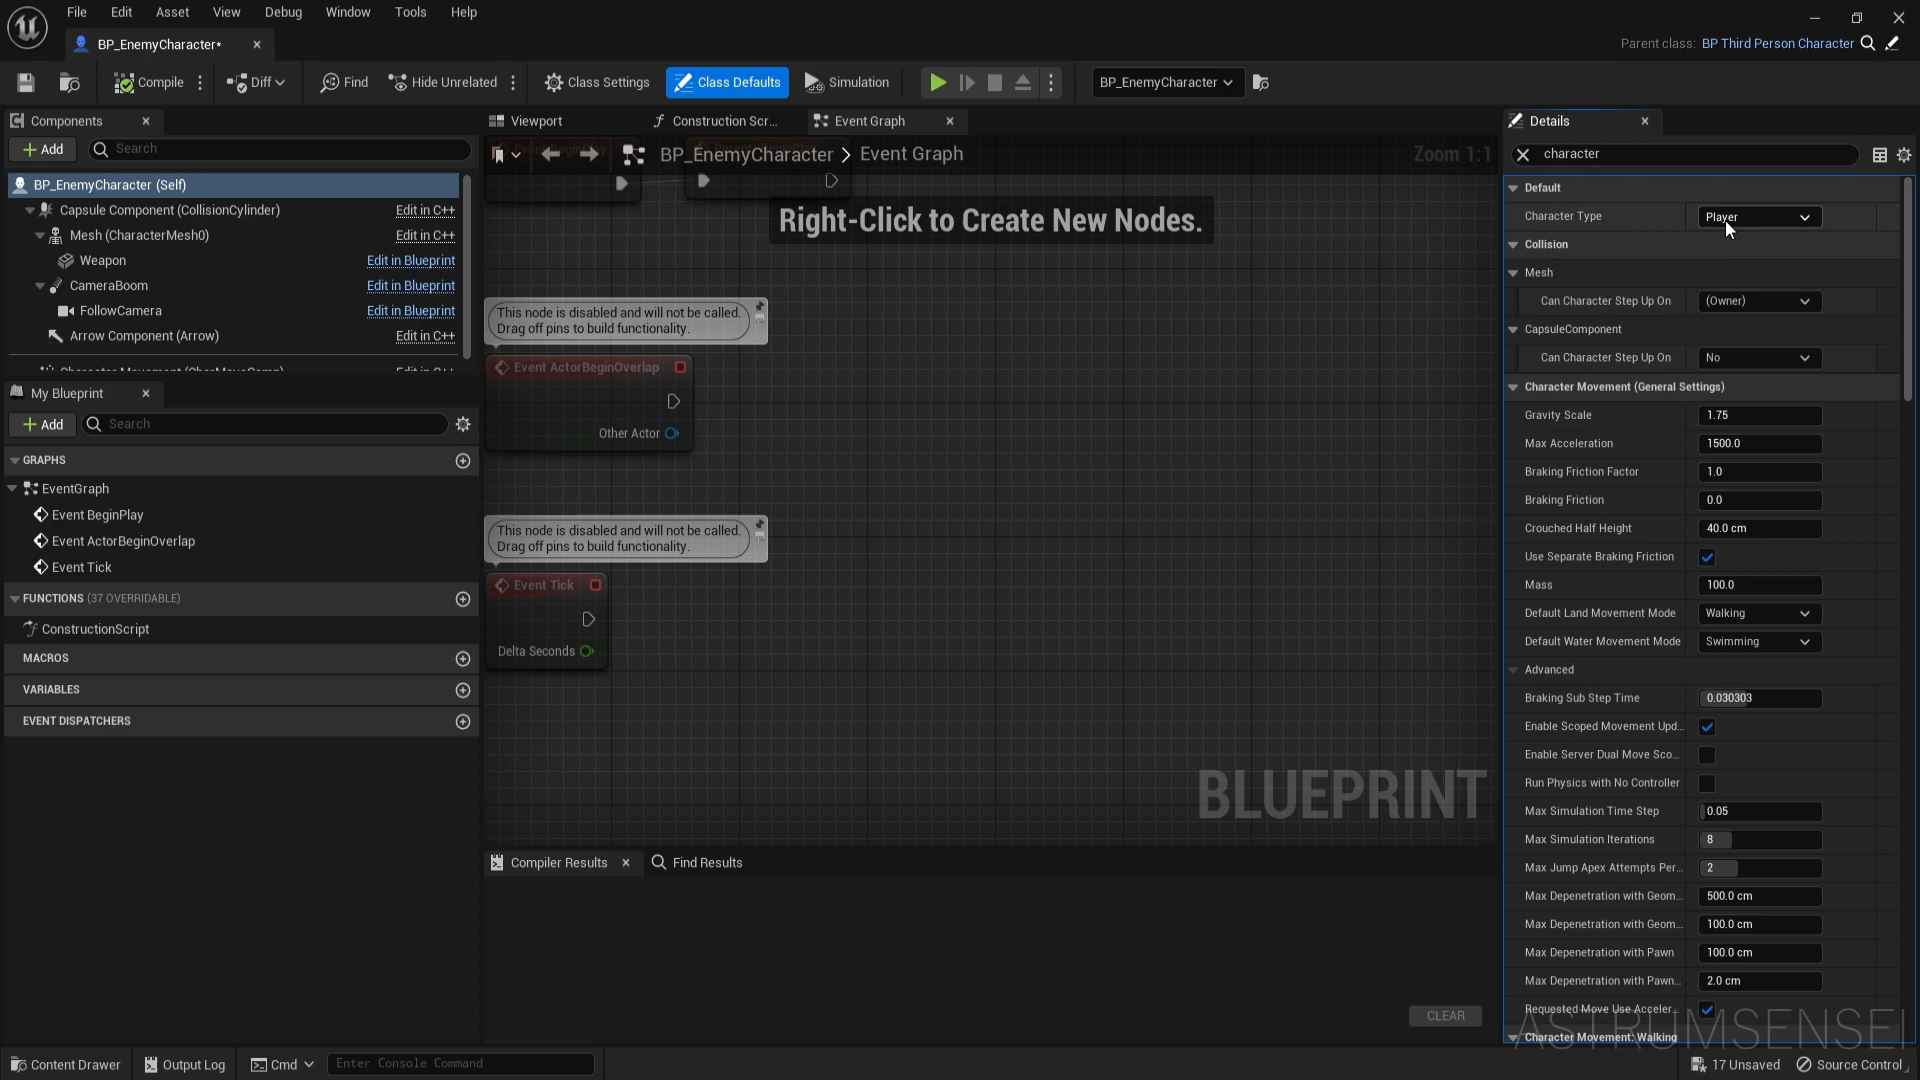 File Edit Asset View Debug Window Tools Help
BP_EnemyCharacter*
Parent class: BP Third Person Character
Compile Diff Find Hide Unrelated Class Settings Class Defaults Simulation BP_EnemyCharacter
Components
Add Search
BP_EnemyCharacter (Self)
Capsule Component (CollisionCylinder) Edit in C++
Mesh (CharacterMesh0) Edit in C++
Weapon Edit in Blueprint
CameraBoom Edit in Blueprint
FollowCamera Edit in Blueprint
Arrow Component (Arrow) Edit in C++
Character Movement (CharMoveComp) Edit in C++
My Blueprint
Add Search
GRAPHS
EventGraph
Event BeginPlay
Event ActorBeginOverlap
Event Tick
FUNCTIONS (37 OVERRIDABLE)
ConstructionScript
MACROS
VARIABLES
EVENT DISPATCHERS
Viewport Construction Scr... Event Graph
BP_EnemyCharacter > Event Graph Zoom 1:1
Right-Click to Create New Nodes.
This node is disabled and will not be called.
Drag off pins to build functionality.
Event ActorBeginOverlap
Other Actor
This node is disabled and will not be called.
Drag off pins to build functionality.
Event Tick
Delta Seconds
BLUEPRINT
Compiler Results Find Results
CLEAR
Details
character
Default
Character Type Player
Collision
Mesh
Can Character Step Up On (Owner)
CapsuleComponent
Can Character Step Up On No
Character Movement (General Settings)
Gravity Scale 1.75
Max Acceleration 1500.0
Braking Friction Factor 1.0
Braking Friction 0.0
Crouched Half Height 40.0 cm
Use Separate Braking Friction
Mass 100.0
Default Land Movement Mode Walking
Default Water Movement Mode Swimming
Advanced
Braking Sub Step Time 0.030303
Enable Scoped Movement Upd...
Enable Server Dual Move Sco...
Run Physics with No Controller
Max Simulation Time Step 0.05
Max Simulation Iterations 8
Max Jump Apex Attempts Per... 2
Max Depenetration with Geom... 500.0 cm
Max Depenetration with Geom... 100.0 cm
Max Depenetration with Pawn 100.0 cm
Max Depenetration with Pawn... 2.0 cm
Requested Move Use Acceler...
Character Movement: Walking
ASTRUMSENSEI
Content Drawer Output Log Cmd Enter Console Command 17 Unsaved Source Control